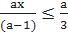 ax/(a−1) ≤ a/3